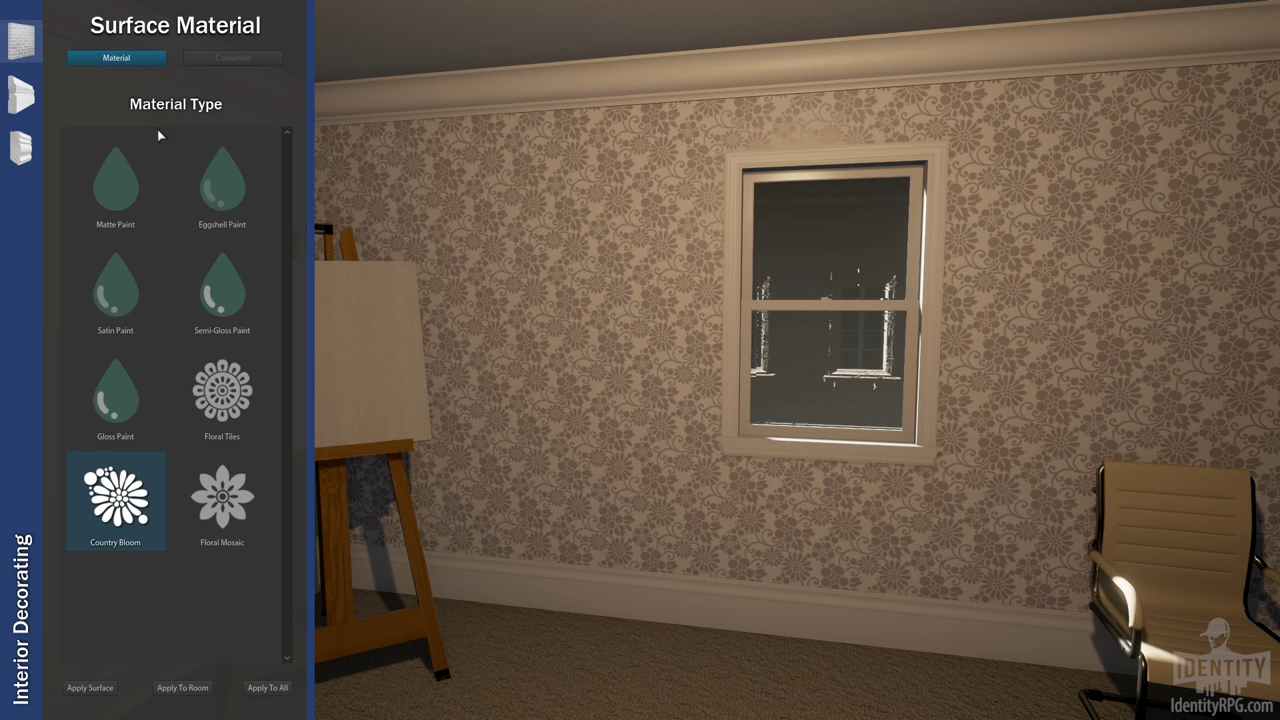 Surface Material
Material
Customize
Material Type
Matte Paint
Eggshell Paint
Satin Paint
Semi-Gloss Paint
Gloss Paint
Floral Tiles
Country Bloom
Floral Mosaic
Apply Surface
Apply To Room
Apply To All
Interior Decorating
IDENTITY
IdentityRPG.com